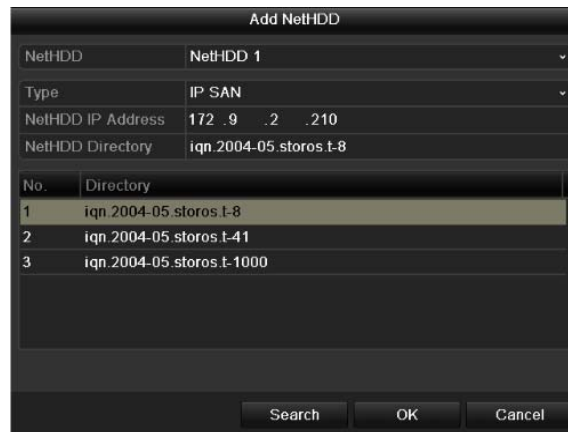 Add NetHDD
NetHDD NetHDD 1
Type IP SAN
NetHDD IP Address 172 .9 .2 .210
NetHDD Directory iqn.2004-05.storos.t-8
No. Directory
1 iqn.2004-05.storos.t-8
2 iqn.2004-05.storos.t-41
3 iqn.2004-05.storos.t-1000
Search OK Cancel